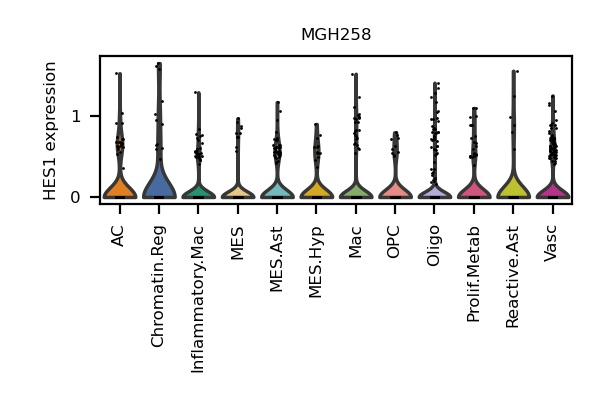 MGH258
HES1 expression
1
0
AC
Chromatin.Reg
Inflammatory.Mac
MES
MES.Ast
MES.Hyp
Mac
OPC
Oligo
Prolif.Metab
Reactive.Ast
Vasc